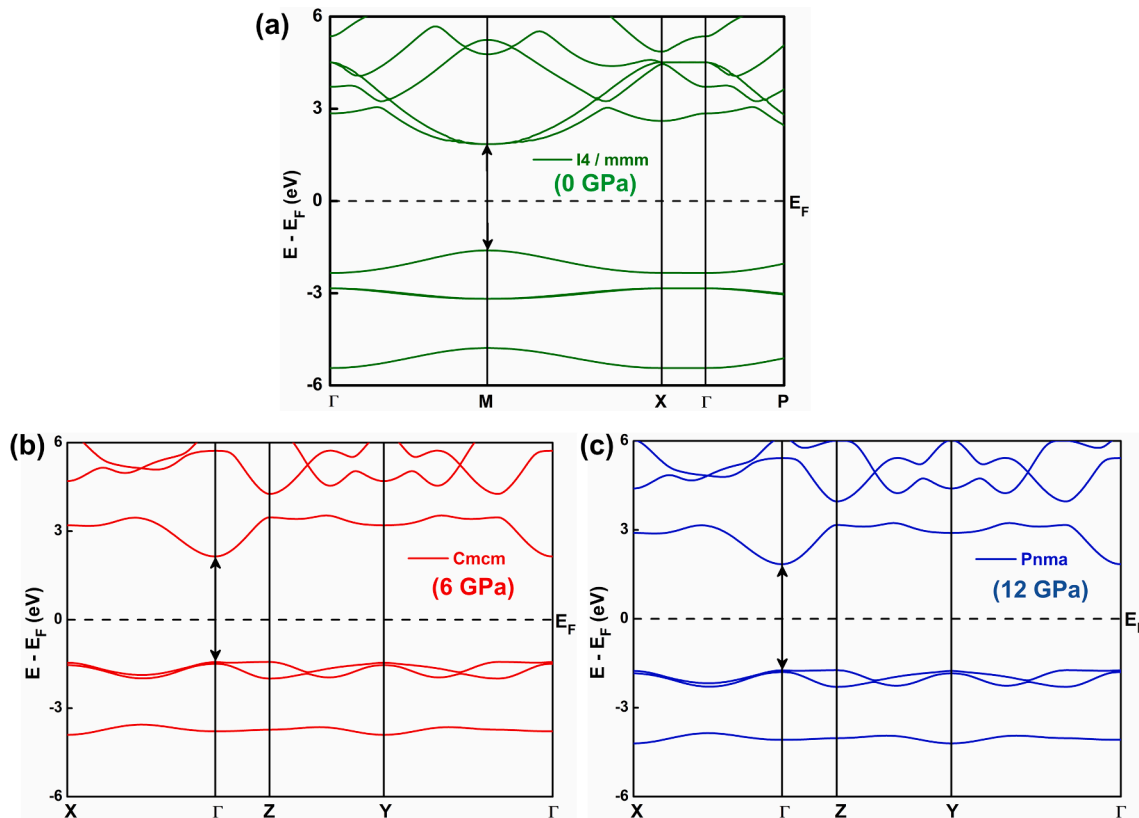 (a)
6
3
0
-3
-6
E - E_F (eV)
I4 / mmm
(0 GPa)
E_F
Γ M X Γ P
(b)
6
3
0
-3
-6
E - E_F (eV)
Cmcm
(6 GPa)
E_F
X Γ Z Y Γ
(c)
6
3
0
-3
-6
E - E_F (eV)
Pnma
(12 GPa)
E
X Γ Z Y Γ